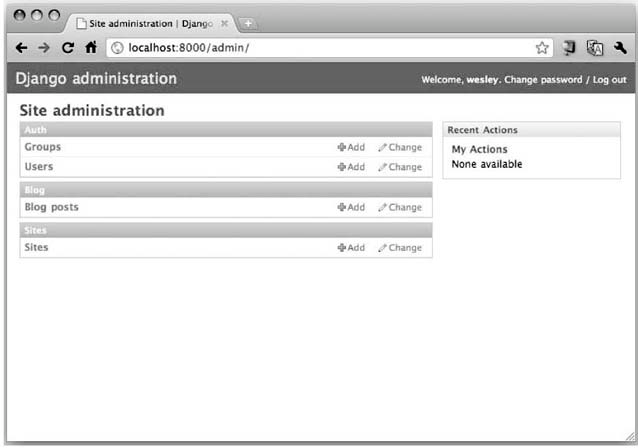 Site administration | Django
localhost:8000/admin/
Django administration
Welcome, wesley. Change password / Log out
Site administration
Auth
Groups Add Change
Users Add Change
Blog
Blog posts Add Change
Sites
Sites Add Change
Recent Actions
My Actions
None available